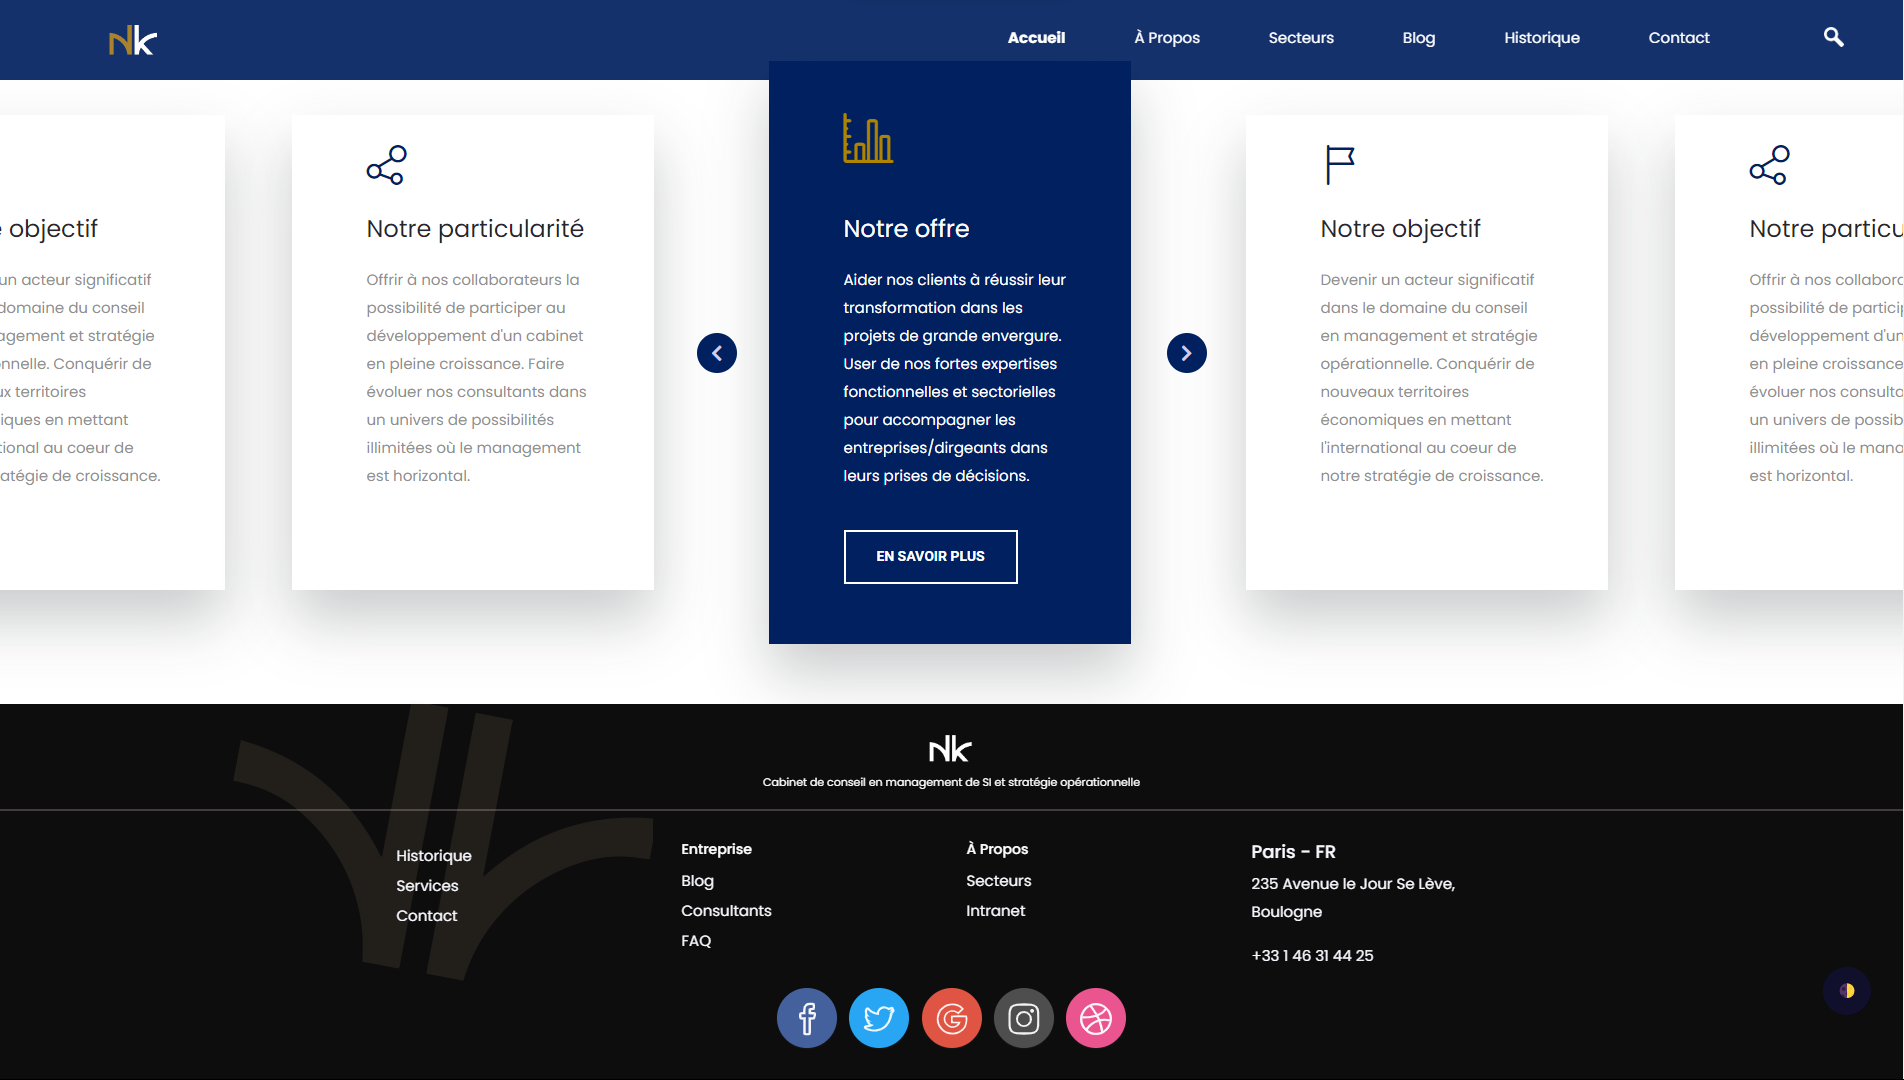 nk
Accueil
À Propos
Secteurs
Blog
Historique
Contact
objectif
un acteur significatif
domaine du conseil
agement et stratégie
nnelle. Conquérir de
ux territoires
iques en mettant
tional au coeur de
atégie de croissance.
Notre particularité
Offrir à nos collaborateurs la
possibilité de participer au
développement d'un cabinet
en pleine croissance. Faire
évoluer nos consultants dans
un univers de possibilités
illimitées où le management
est horizontal.
Notre offre
Aider nos clients à réussir leur
transformation dans les
projets de grande envergure.
User de nos fortes expertises
fonctionnelles et sectorielles
pour accompagner les
entreprises/dirgeants dans
leurs prises de décisions.
EN SAVOIR PLUS
Notre objectif
Devenir un acteur significatif
dans le domaine du conseil
en management et stratégie
opérationnelle. Conquérir de
nouveaux territoires
économiques en mettant
l'international au coeur de
notre stratégie de croissance.
Notre particu
Offrir à nos collabora
possibilité de particip
développement d'un
en pleine croissance
évoluer nos consulta
un univers de possib
illimitées où le mana
est horizontal.
nk
Cabinet de conseil en management de SI et stratégie opérationnelle
Historique
Services
Contact
Entreprise
Blog
Consultants
FAQ
À Propos
Secteurs
Intranet
Paris - FR
235 Avenue le Jour Se Lève,
Boulogne
+33 1 46 31 44 25